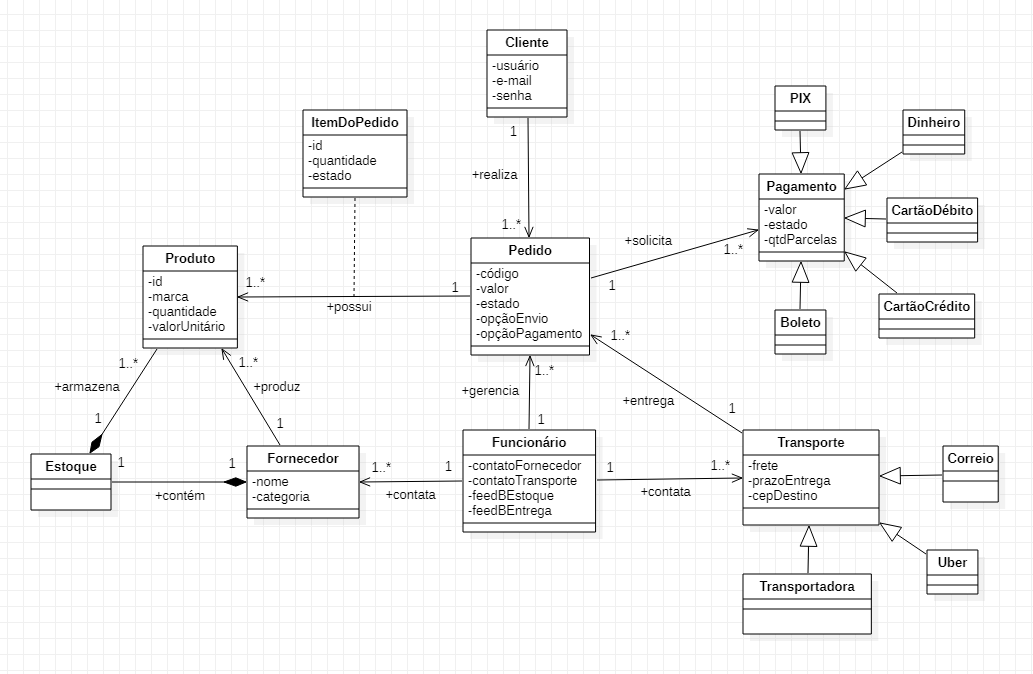 Cliente
-usuário
-e-mail
-senha
1
+realiza
1..*
ItemDoPedido
-id
-quantidade
-estado
PIX
Dinheiro
Pagamento
-valor
-estado
-qtdParcelas
CartãoDébito
CartãoCrédito
Boleto
+solicita
1..*
1
Pedido
-código
-valor
-estado
-opçãoEnvio
-opçãoPagamento
Produto
-id
-marca
-quantidade
-valorUnitário
1..*
1
+possui
1..*
+armazena
1
1..*
+produz
1
1..*
+gerencia
1
1..*
+entrega
1
Estoque
1
1
+contém
Fornecedor
-nome
-categoria
1..*
1
+contata
Funcionário
-contatoFornecedor
-contatoTransporte
-feedBEstoque
-feedBEntrega
1
1..*
+contata
Transporte
-frete
-prazoEntrega
-cepDestino
Correio
Uber
Transportadora